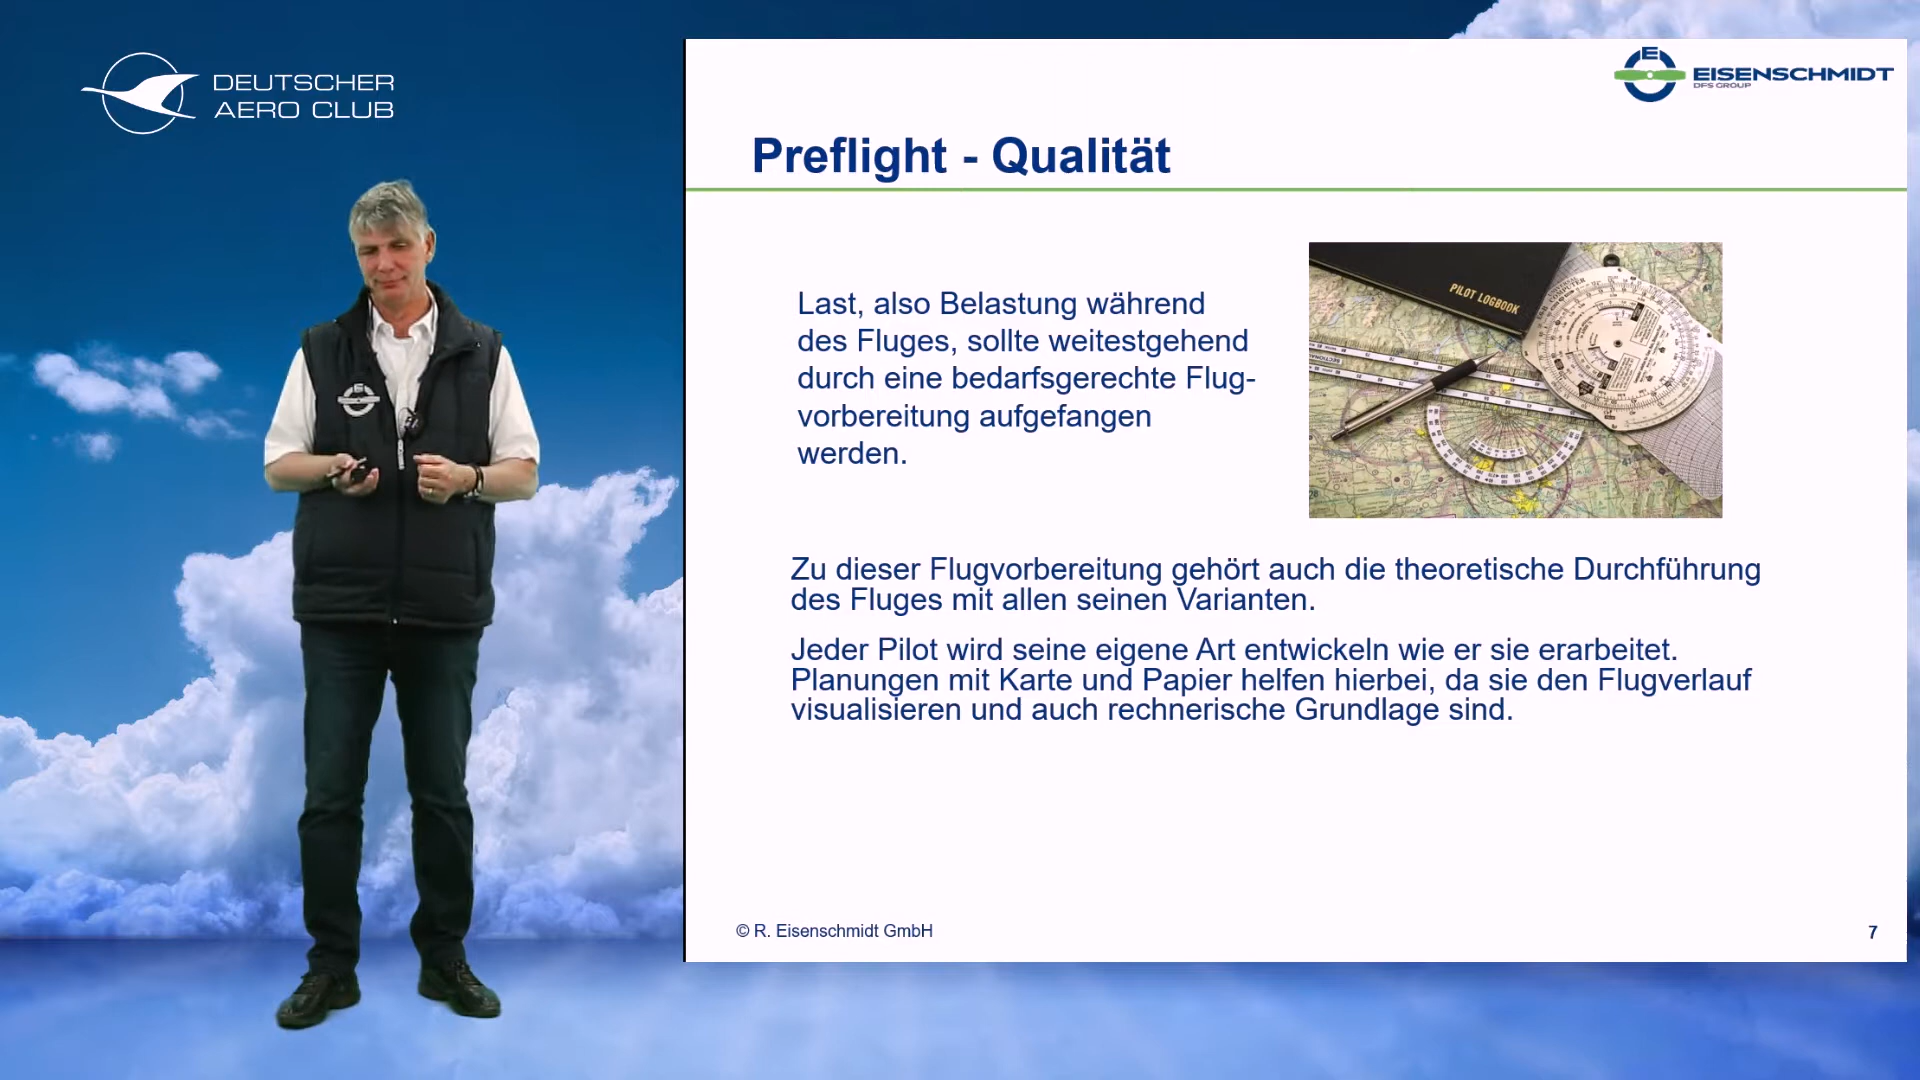 DEUTSCHER
AERO CLUB
E
EISENSCHMIDT
DFS GROUP
Preflight - Qualität
PILOT LOGBOOK
Last, also Belastung während
des Fluges, sollte weitestgehend
durch eine bedarfsgerechte Flug-
vorbereitung aufgefangen
werden.
Zu dieser Flugvorbereitung gehört auch die theoretische Durchführung
des Fluges mit allen seinen Varianten.
Jeder Pilot wird seine eigene Art entwickeln wie er sie erarbeitet.
Planungen mit Karte und Papier helfen hierbei, da sie den Flugverlauf
visualisieren und auch rechnerische Grundlage sind.
© R. Eisenschmidt GmbH
7